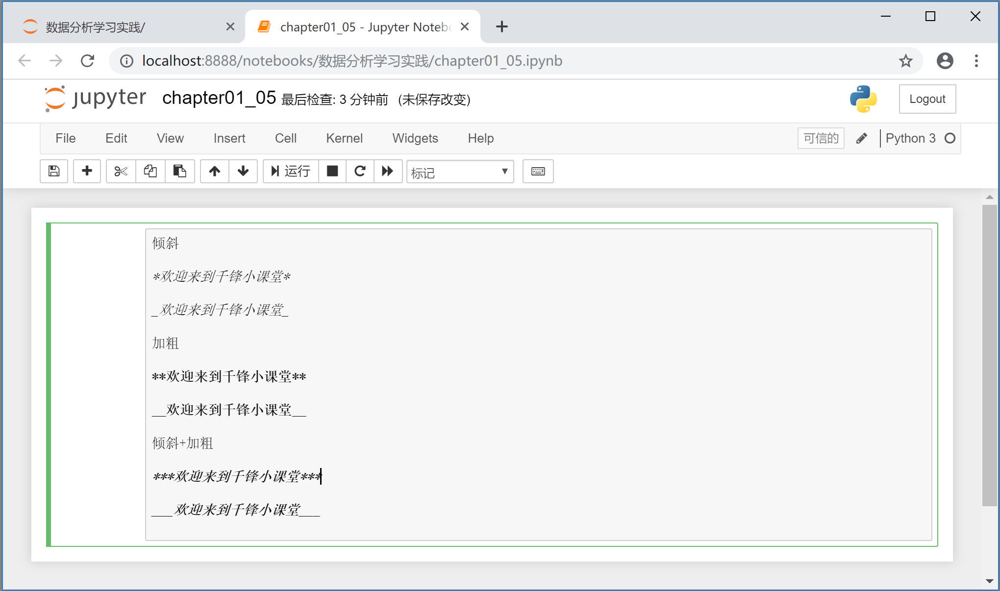 数据分析学习实践/
chapter01_05 - Jupyter Notebo
localhost:8888/notebooks/数据分析学习实践/chapter01_05.ipynb
jupyter chapter01_05 最后检查: 3 分钟前 (未保存改变)
Logout
File Edit View Insert Cell Kernel Widgets Help 可信的 Python 3
运行 标记
倾斜
*欢迎来到千锋小课堂*
_欢迎来到千锋小课堂_
加粗
**欢迎来到千锋小课堂**
__欢迎来到千锋小课堂__
倾斜+加粗
***欢迎来到千锋小课堂***
___欢迎来到千锋小课堂___